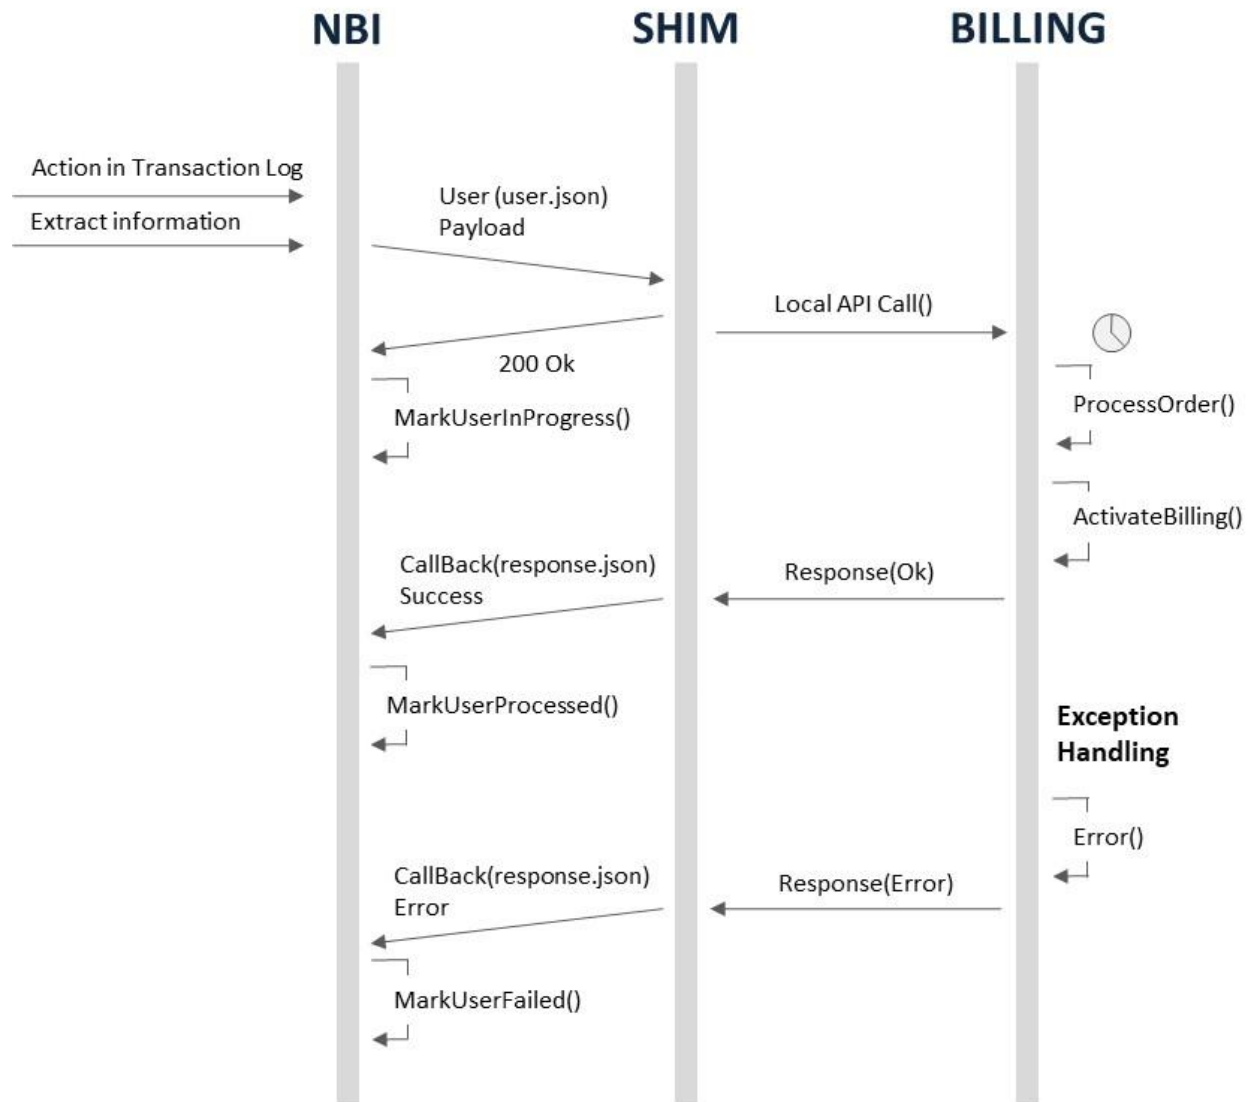 NBI
SHIM
BILLING
Action in Transaction Log
Extract information
User (user.json)
Payload
Local API Call()
200 Ok
MarkUserInProgress()
ProcessOrder()
ActivateBilling()
CallBack(response.json)
Success
Response(Ok)
MarkUserProcessed()
Exception
Handling
Error()
CallBack(response.json)
Error
Response(Error)
MarkUserFailed()